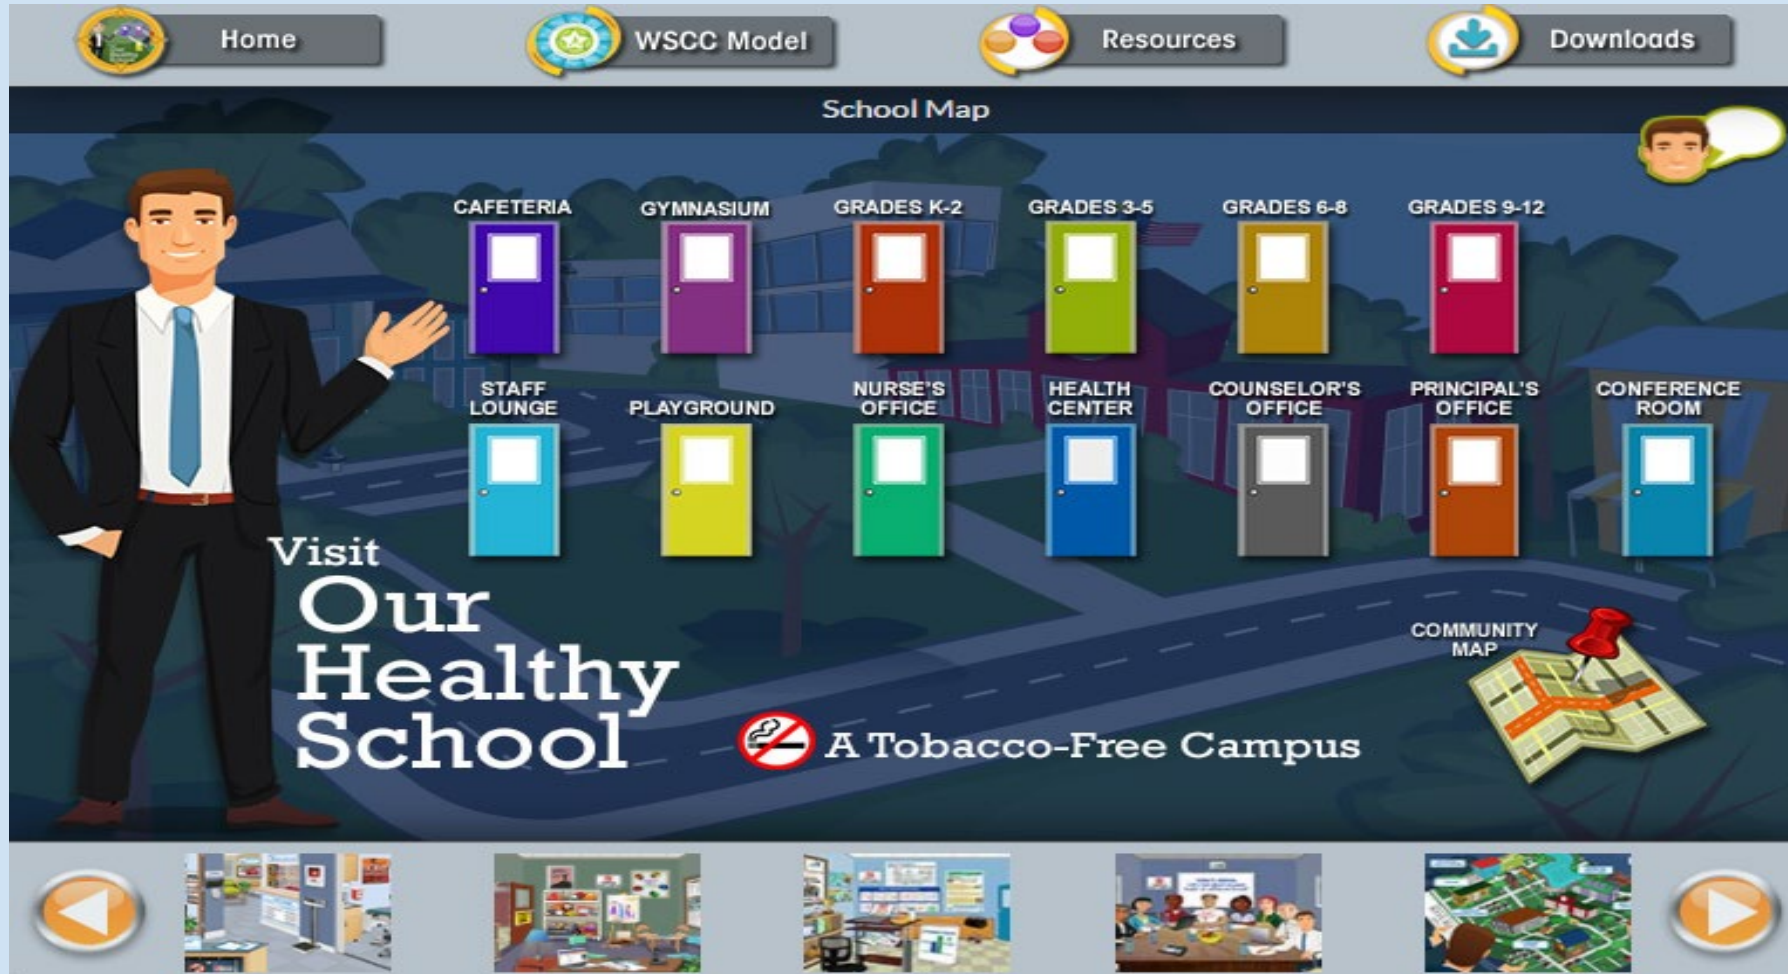 Home
WSCC Model
Resources
Downloads
School Map
CAFETERIA
GYMNASIUM
GRADES K-2
GRADES 3-5
GRADES 6-8
GRADES 9-12
STAFF
LOUNGE
PLAYGROUND
NURSE'S
OFFICE
HEALTH
CENTER
COUNSELOR'S
OFFICE
PRINCIPAL'S
OFFICE
CONFERENCE
ROOM
Visit
Our
Healthy
School
COMMUNITY
MAP
A Tobacco-Free Campus